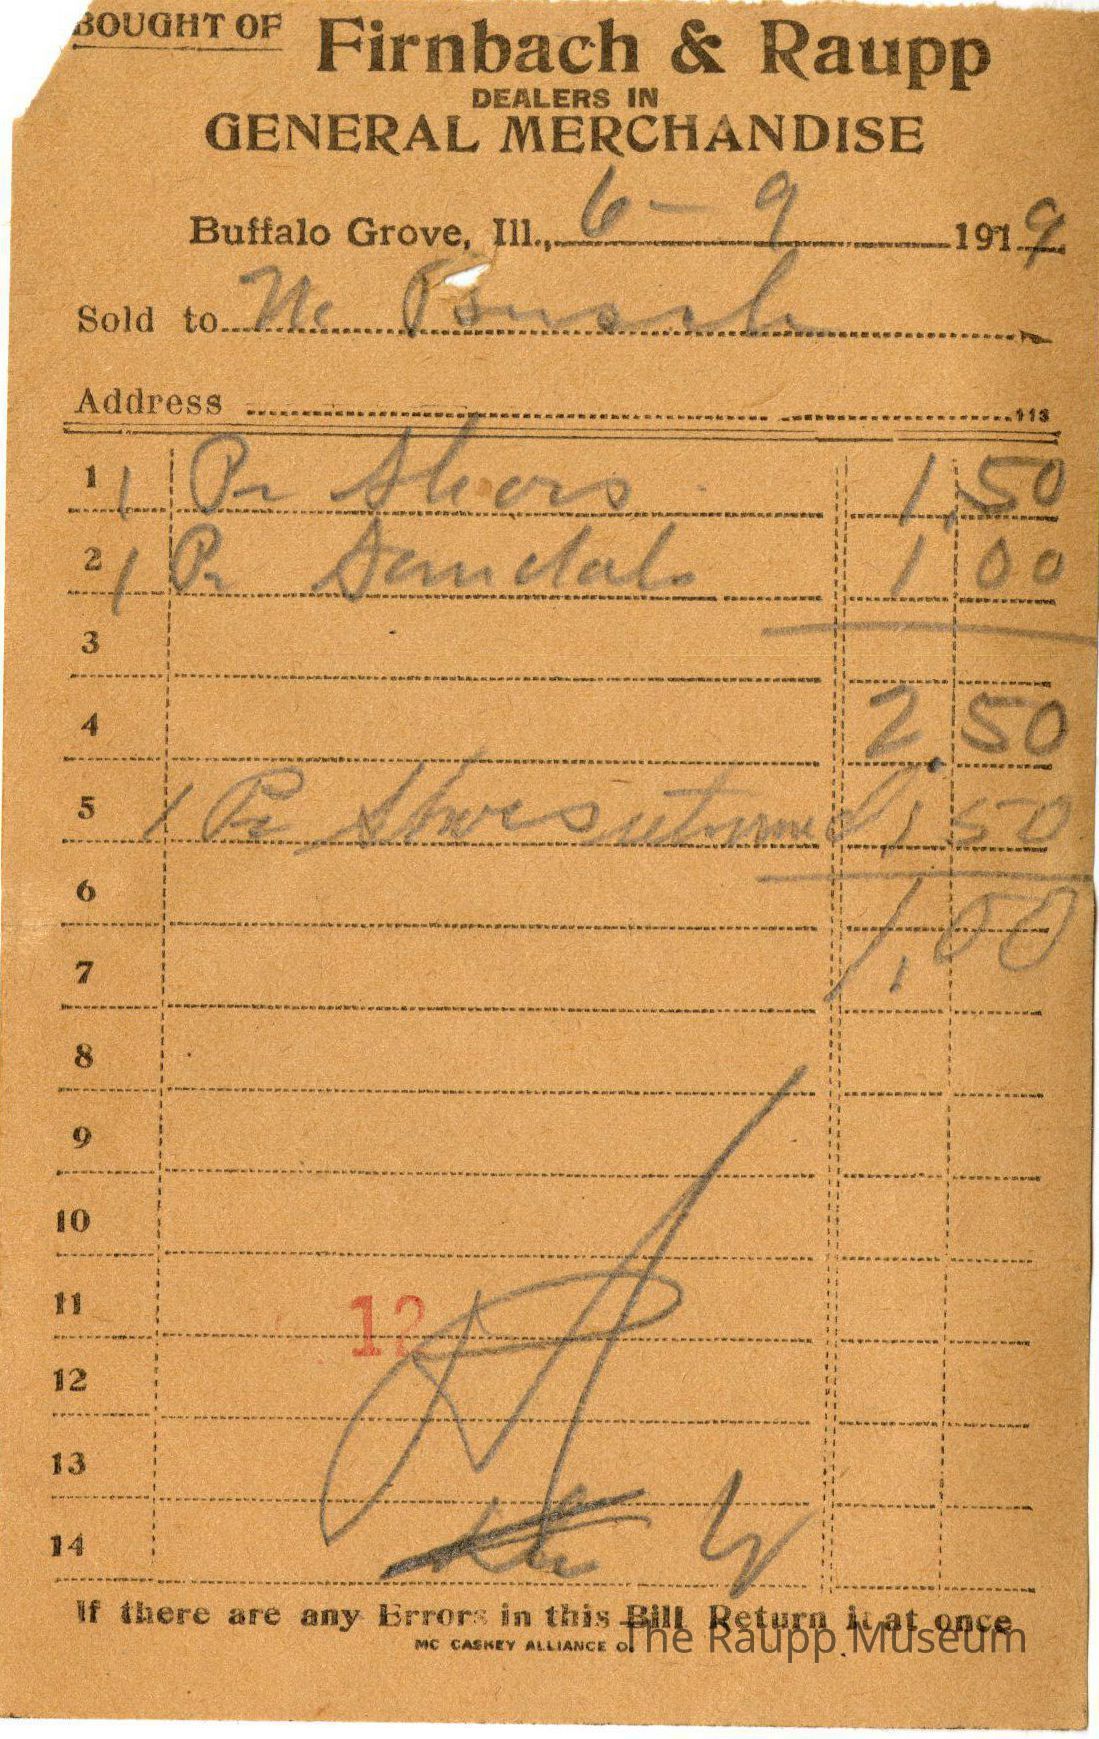 BOUGHT OF Firnbach & Raupp
DEALERS IN
GENERAL MERCHANDISE
Buffalo Grove, Ill., 6-9 1919
Sold to Busch
Address 113
1 1 Pr Shoes 1,50
2 1 Pr Sandals 1 00
3
4 2.50
5 1 Pr Shoes returned 1.50
6 1,00
7
8
9
10
11
12
12
13
14
If there are any Errors in this Bill Return it at once
MC CASKEY ALLIANCE O.
The Raupp Museum